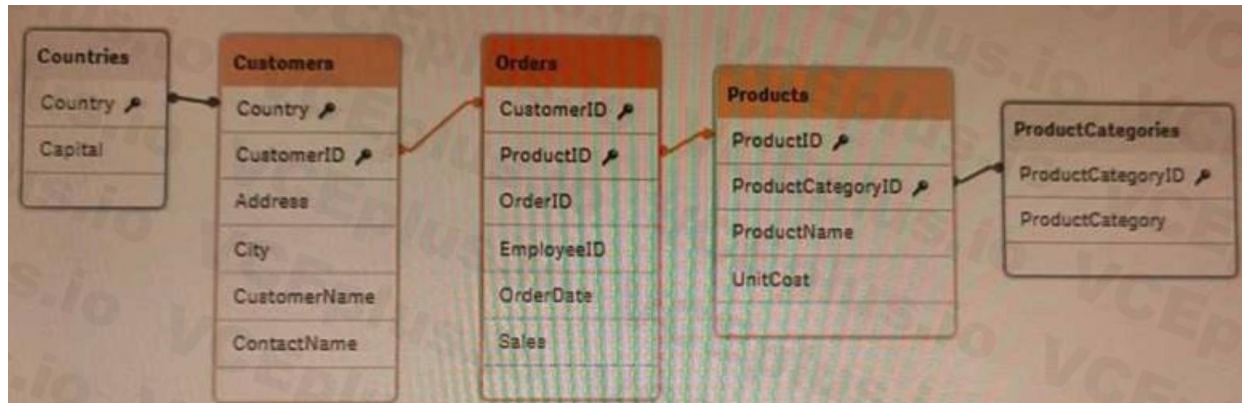 Countries
Country
Capital
Customers
Country
CustomerID
Address
City
CustomerName
ContactName
Orders
CustomerID
ProductID
OrderID
EmployeeID
OrderDate
Sales
Products
ProductID
ProductCategoryID
ProductName
UnitCost
ProductCategories
ProductCategoryID
ProductCategory